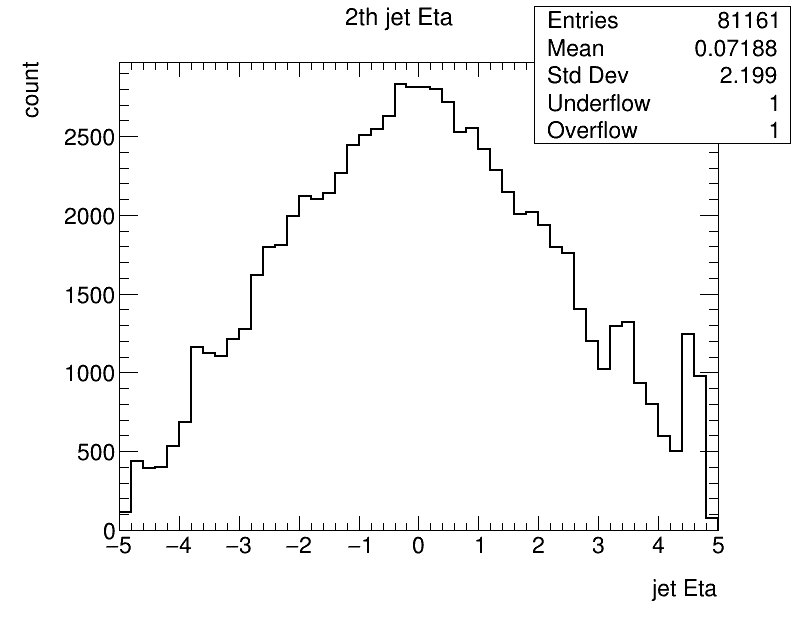 2th jet Eta
Entries 81161
Mean 0.07188
Std Dev 2.199
Underflow 1
Overflow 1
count
2500
2000
1500
1000
500
0
−5 −4 −3 −2 −1 0 1 2 3 4 5
jet Eta